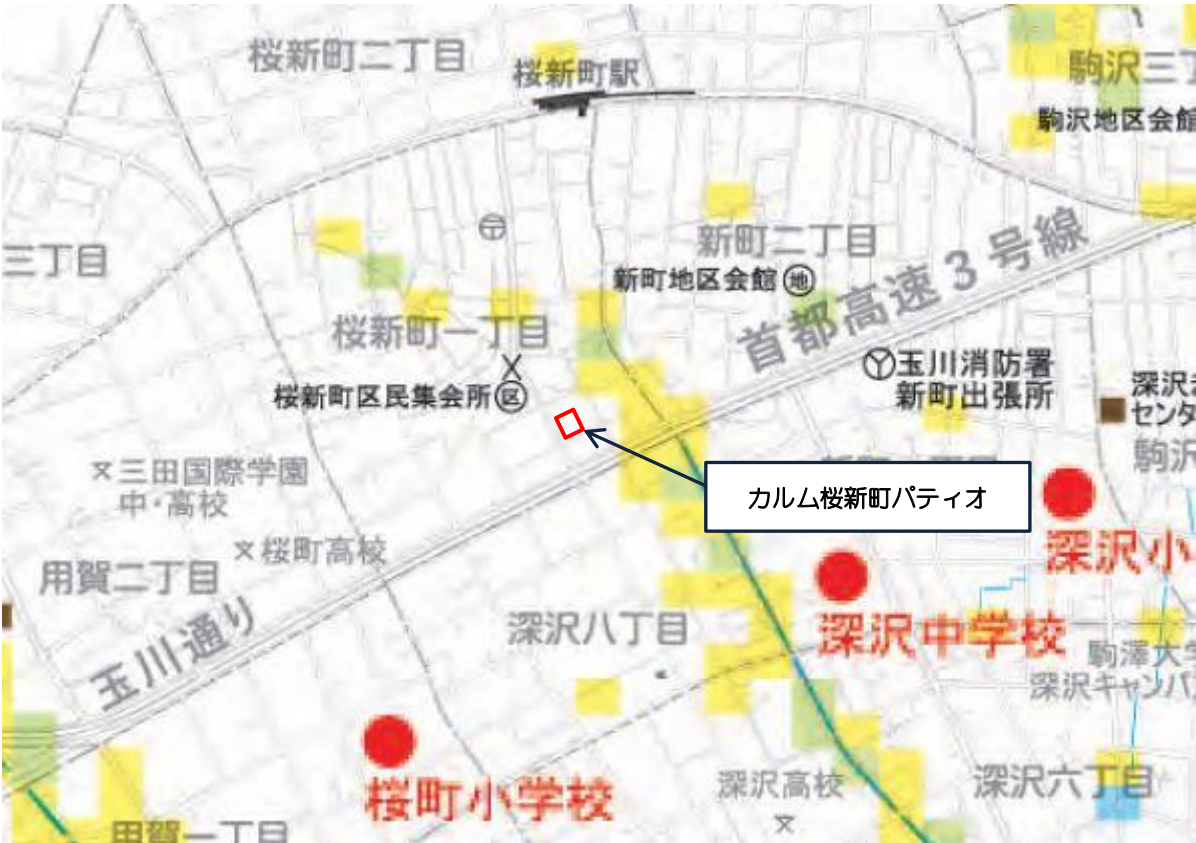 桜新町二丁目
桜新町駅
駒沢三丁
駒沢地区会館
三丁目
新町二丁目
新町地区会館 地
首都高速3号線
桜新町一丁目
桜新町区民集会所 区
玉川消防署
新町出張所
深沢
センタ
駒沢
三田国際学園
中・高校
カルム桜新町パティオ
桜町高校
用賀二丁目
深沢小
深沢八丁目
深沢中学校
玉川通り
駒澤大学
深沢キャンパ
桜町小学校
深沢高校
深沢六丁目
用賀一丁目